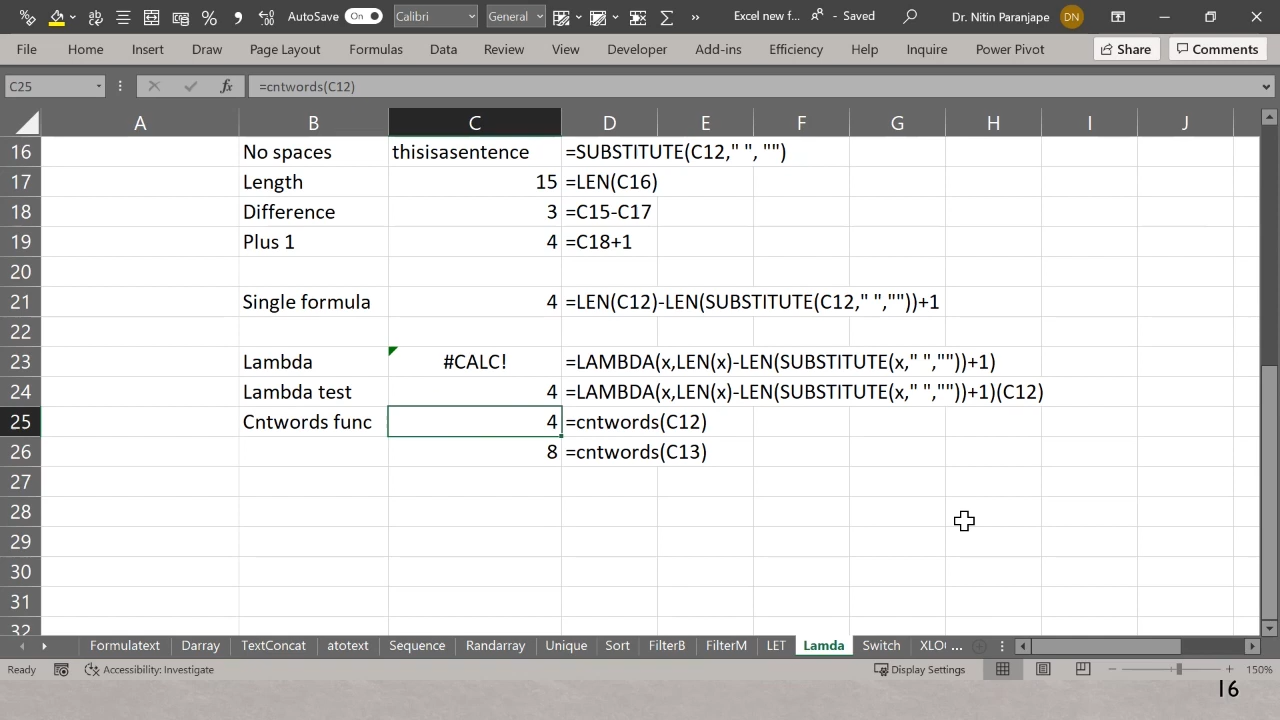 AutoSave On Calibri General Excel new f... - Saved Dr. Nitin Paranjape DN
File Home Insert Draw Page Layout Formulas Data Review View Developer Add-ins Efficiency Help Inquire Power Pivot Share Comments
C25 fx =cntwords(C12)
A B C D E F G H I J
16 No spaces thisisasentence =SUBSTITUTE(C12," ", "")
17 Length 15 =LEN(C16)
18 Difference 3 =C15-C17
19 Plus 1 4 =C18+1
20
21 Single formula 4 =LEN(C12)-LEN(SUBSTITUTE(C12," ",""))+1
22
23 Lambda #CALC! =LAMBDA(x,LEN(x)-LEN(SUBSTITUTE(x," ",""))+1)
24 Lambda test 4 =LAMBDA(x,LEN(x)-LEN(SUBSTITUTE(x," ",""))+1)(C12)
25 Cntwords func 4 =cntwords(C12)
26 8 =cntwords(C13)
27
28
29
30
31
32
Formulatext Darray TextConcat atotext Sequence Randarray Unique Sort FilterB FilterM LET Lamda Switch XLO ...
Ready Accessibility: Investigate Display Settings 150%
16